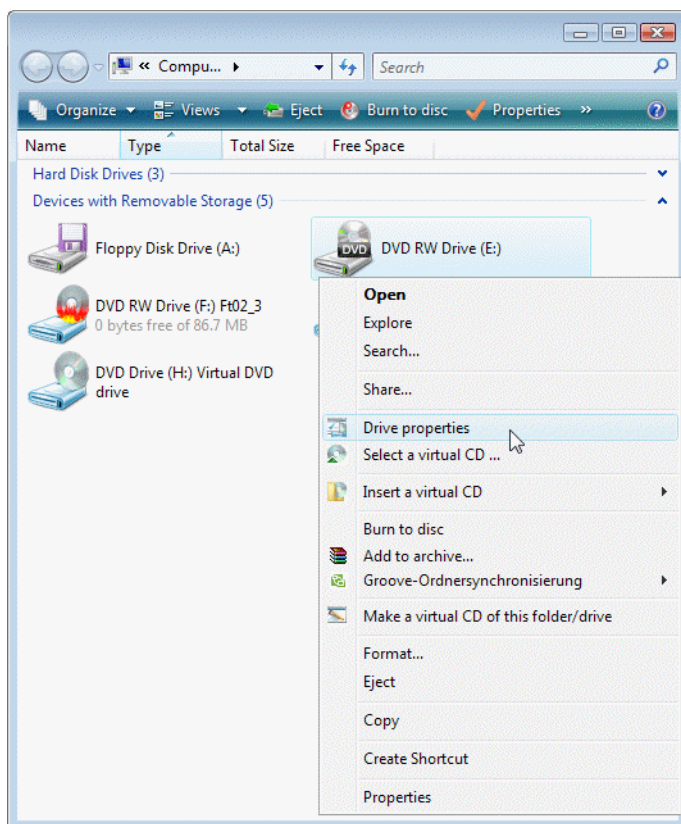 « Compu...
Search
Organize Views Eject Burn to disc Properties »
Name Type Total Size Free Space
Hard Disk Drives (3)
Devices with Removable Storage (5)
Floppy Disk Drive (A:)
DVD
DVD RW Drive (E:)
DVD RW Drive (F:) Ft02_3
0 bytes free of 86.7 MB
DVD Drive (H:) Virtual DVD
drive
Open
Explore
Search...
Share...
Drive properties
Select a virtual CD ...
Insert a virtual CD
Burn to disc
Add to archive...
Groove-Ordnersynchronisierung
Make a virtual CD of this folder/drive
Format...
Eject
Copy
Create Shortcut
Properties